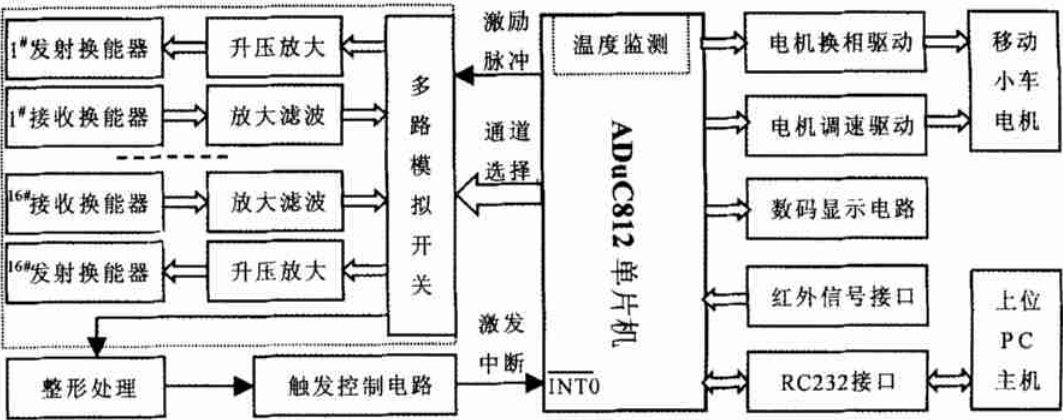 1#发射换能器
升压放大
1#接收换能器
放大滤波
16#接收换能器
放大滤波
16#发射换能器
升压放大
多路模拟开关
整形处理
触发控制电路
激励
脉冲
通道
选择
激发
中断
温度监测
ADuC812单片机
INT0
电机换相驱动
电机调速驱动
数码显示电路
红外信号接口
RC232接口
移动
小车
电机
上位
PC
主机